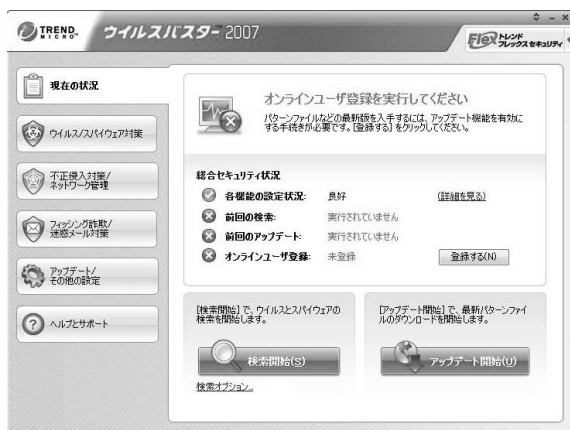 TREND MICRO ウイルスバスター 2007
Flex トレンド フレックス セキュリティ
現在の状況
ウイルス/スパイウェア対策
不正侵入対策/
ネットワーク管理
フィッシング詐欺/
迷惑メール対策
アップデート/
その他の設定
ヘルプとサポート
オンラインユーザ登録を実行してください
パターンファイルなどの最新版を入手するには、アップデート機能を有効に
する手続きが必要です。[登録する] をクリックしてください。
総合セキュリティ状況
各機能の設定状況: 良好 (詳細を見る)
前回の検索: 実行されていません
前回のアップデート: 実行されていません
オンラインユーザ登録: 未登録 登録する(N)
[検索開始] で、ウイルスとスパイウェアの
検索を開始します。
検索開始(S)
検索オプション...
[アップデート開始] で、最新パターンファイ
ルのダウンロードを開始します。
アップデート開始(U)